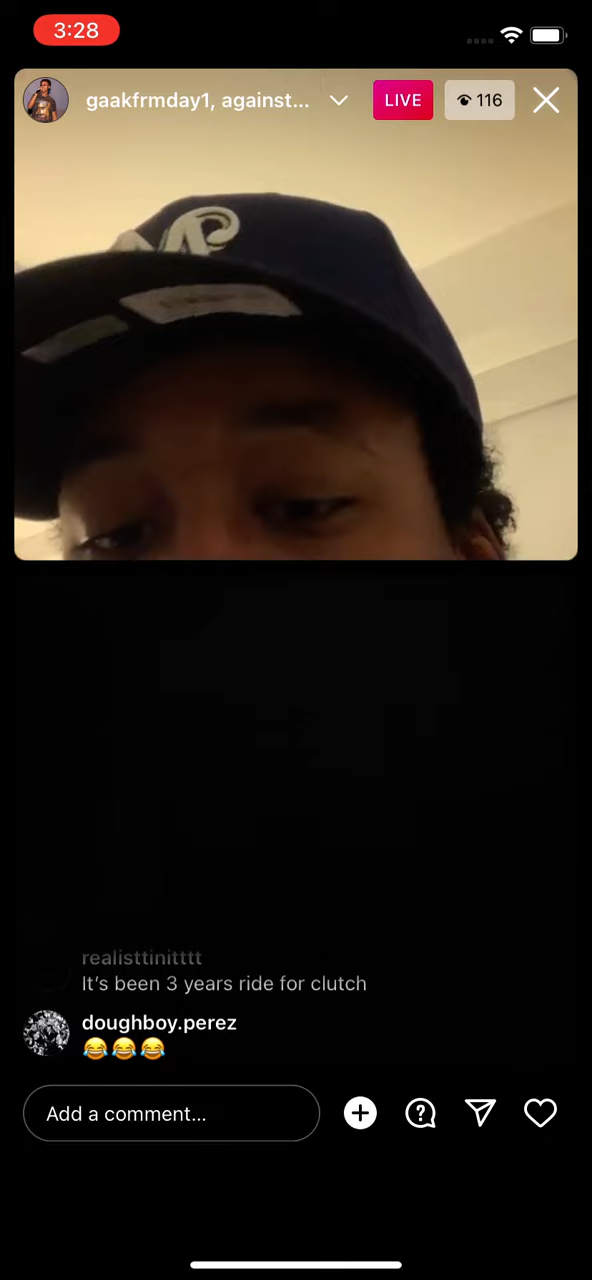 3:28
gaakfrmday1, against...
LIVE
116
realisttinitttt
It’s been 3 years ride for clutch
doughboy.perez
😂😂😂
Add a comment...